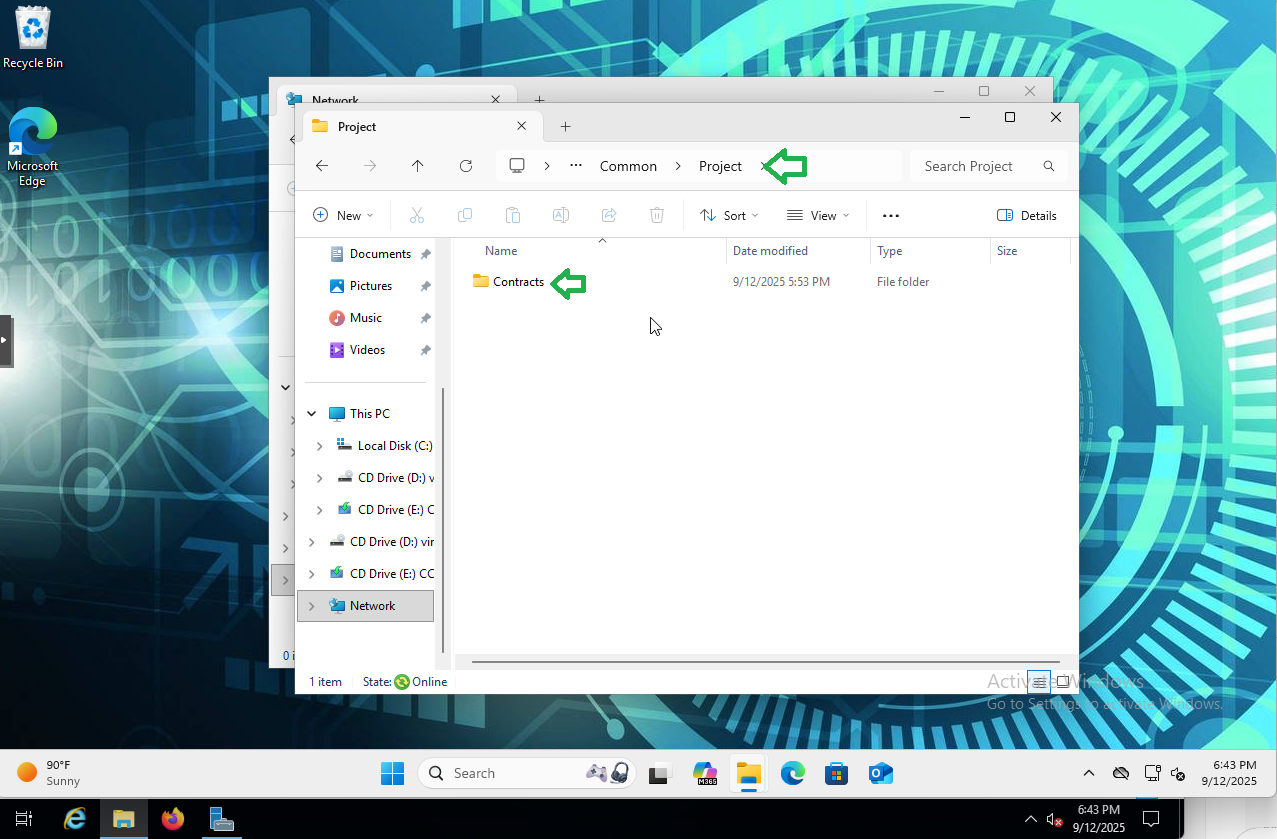 Recycle Bin
Microsoft
Edge
Network
Project
Common
Project
Search Project
New
Sort
View
Details
Name
Date modified
Type
Size
Contracts
9/12/2025 5:53 PM
File folder
Documents
Pictures
Music
Videos
This PC
Local Disk (C:)
CD Drive (D:) v
CD Drive (E:) C
CD Drive (D:) vir
CD Drive (E:) CC
Network
0 i
1 item
State:
Online
Activate Windows
Go to Settings to activate Windows.
90°F
Sunny
Search
M365
6:43 PM
9/12/2025
6:43 PM
9/12/2025